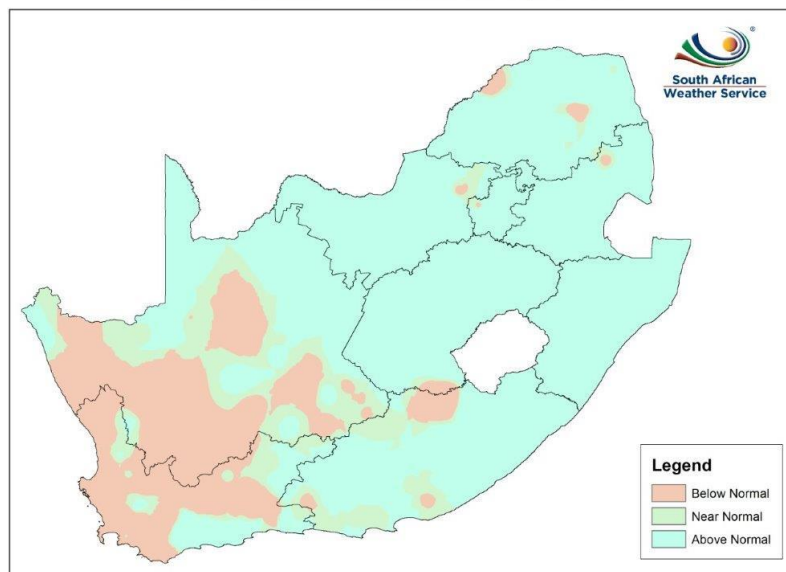 ®
South African
Weather Service
Legend
Below Normal
Near Normal
Above Normal